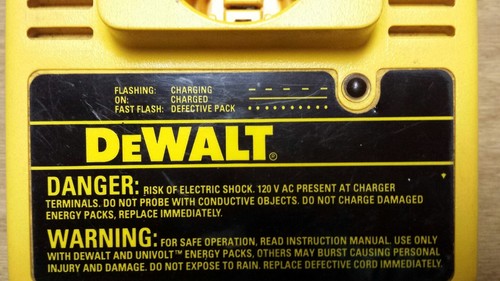 FLASHING: CHARGING
ON: CHARGED
FAST FLASH: DEFECTIVE PACK
DEWALT®
DANGER: RISK OF ELECTRIC SHOCK. 120 V AC PRESENT AT CHARGER
TERMINALS. DO NOT PROBE WITH CONDUCTIVE OBJECTS. DO NOT CHARGE DAMAGED
ENERGY PACKS, REPLACE IMMEDIATELY.
WARNING: FOR SAFE OPERATION, READ INSTRUCTION MANUAL. USE ONLY
WITH DEWALT AND UNIVOLT™ ENERGY PACKS, OTHERS MAY BURST CAUSING PERSONAL
INJURY AND DAMAGE. DO NOT EXPOSE TO RAIN. REPLACE DEFECTIVE CORD IMMEDIATELY.